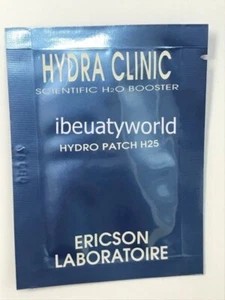 HYDRA CLINIC
SCIENTIFIC H2O BOOSTER
ibeuatyworld
HYDRO PATCH H25
ERICSON
LABORATOIRE